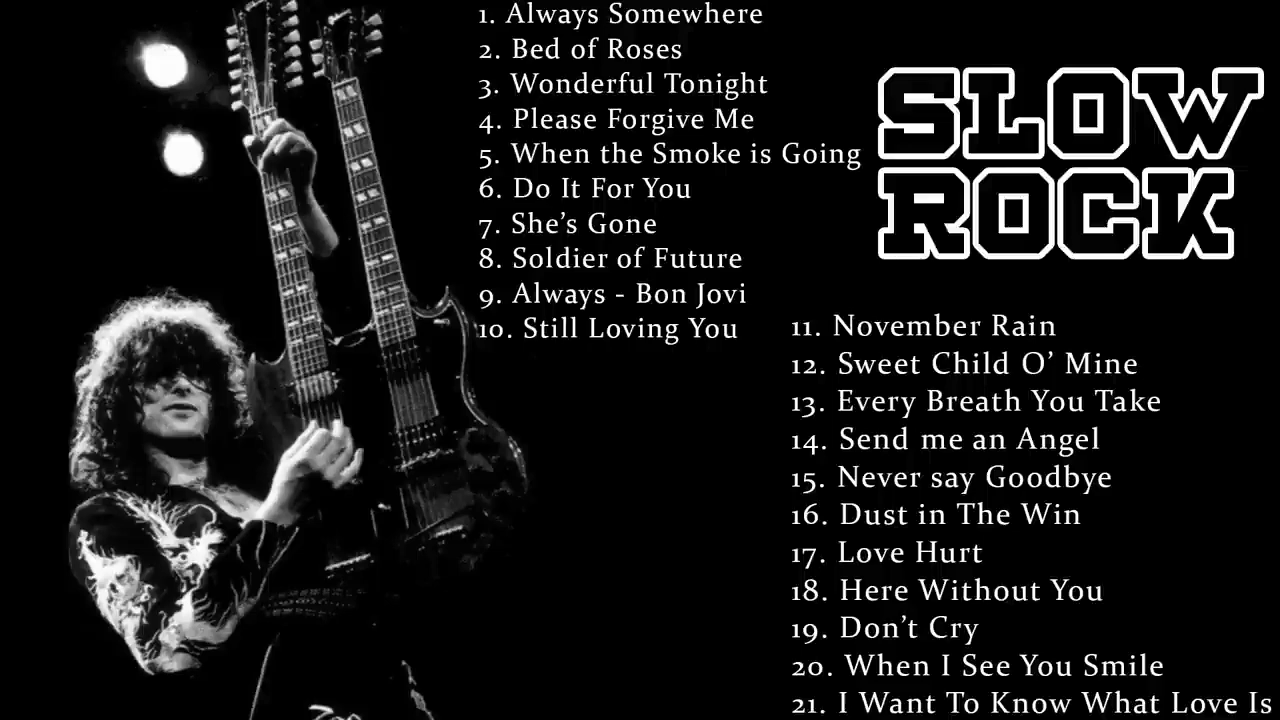 1. Always Somewhere
2. Bed of Roses
3. Wonderful Tonight
4. Please Forgive Me
5. When the Smoke is Going
6. Do It For You
7. She’s Gone
8. Soldier of Future
9. Always - Bon Jovi
10. Still Loving You
SLOW
ROCK
11. November Rain
12. Sweet Child O’ Mine
13. Every Breath You Take
14. Send me an Angel
15. Never say Goodbye
16. Dust in The Win
17. Love Hurt
18. Here Without You
19. Don’t Cry
20. When I See You Smile
21. I Want To Know What Love Is